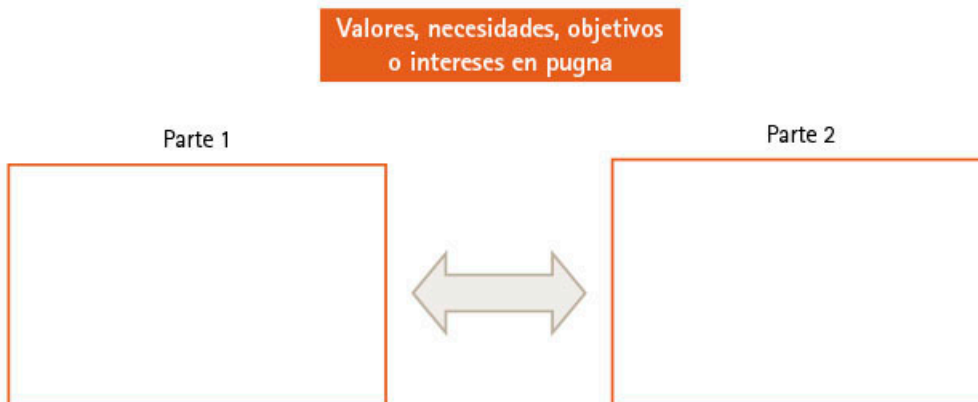 Valores, necesidades, objetivos
o intereses en pugna
Parte 1
Parte 2